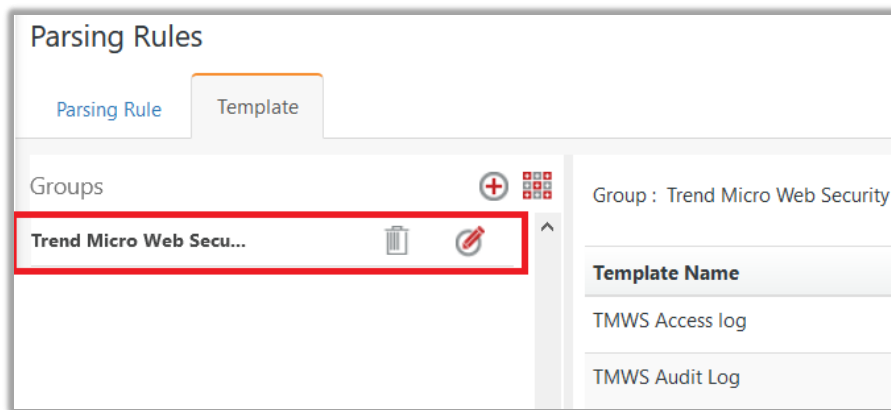 Parsing Rules
Parsing Rule
Template
Groups
Trend Micro Web Secu...
Group : Trend Micro Web Security
Template Name
TMWS Access log
TMWS Audit Log